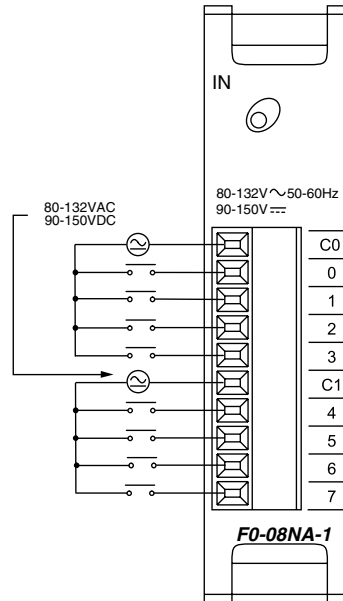 IN
80-132V∿50-60Hz
90-150V⎓
80-132VAC
90-150VDC
C0
0
1
2
3
C1
4
5
6
7
F0-08NA-1